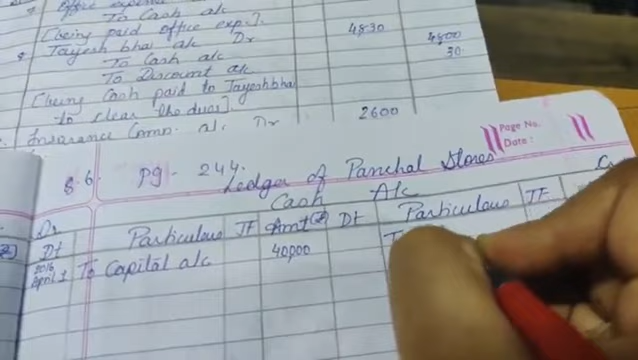 To Cash a/c
[being paid office exp.]
Jayesh bhai a/c Dr 4830
To Cash a/c 4800
To Discount a/c 30
[being Cash paid to Jayeshbhai
to clear the dues]
Insurance Comp. a/c Dr 2600
Page No.
Date :
8.6. pg - 244.
Ledger of Panchal Stores
Cash A/c
Dr.
Dt Particulars JF Amt(₹) Dt Particulars JF
2016
April 1 To Capital a/c 40000